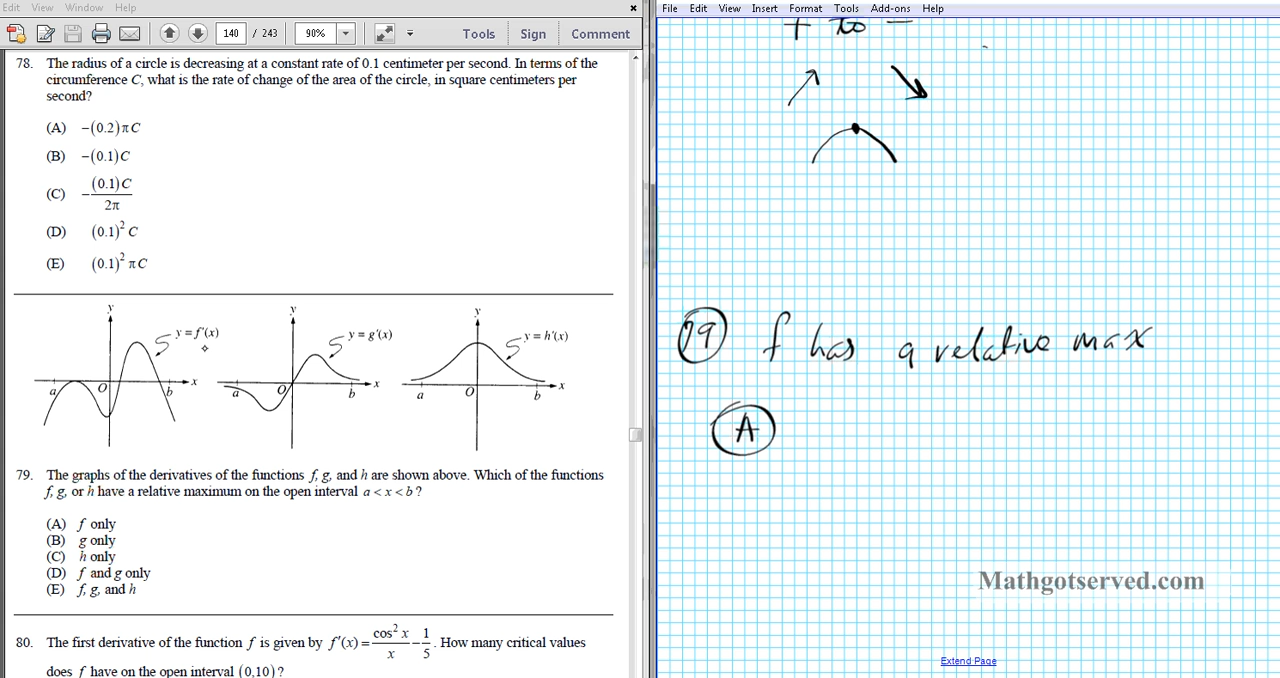 Edit View Window Help
140 / 243 90% Tools Sign Comment
78. The radius of a circle is decreasing at a constant rate of 0.1 centimeter per second. In terms of the
circumference C, what is the rate of change of the area of the circle, in square centimeters per
second?
(A) −(0.2)πC
(B) −(0.1)C
(C) −(0.1)C/2π
(D) (0.1)² C
(E) (0.1)² πC
y y = f′(x) a O b x
y y = g′(x) a O b x
y y = h′(x) a O b x
79. The graphs of the derivatives of the functions f, g, and h are shown above. Which of the functions
f, g, or h have a relative maximum on the open interval a < x < b ?
(A) f only
(B) g only
(C) h only
(D) f and g only
(E) f, g, and h
80. The first derivative of the function f is given by f′(x) = cos² x/x − 1/5. How many critical values
does f have on the open interval (0,10) ?
File Edit View Insert Format Tools Add-ons Help
+ to −
79 f has a relative max
A
Mathgotserved.com
Extend Page